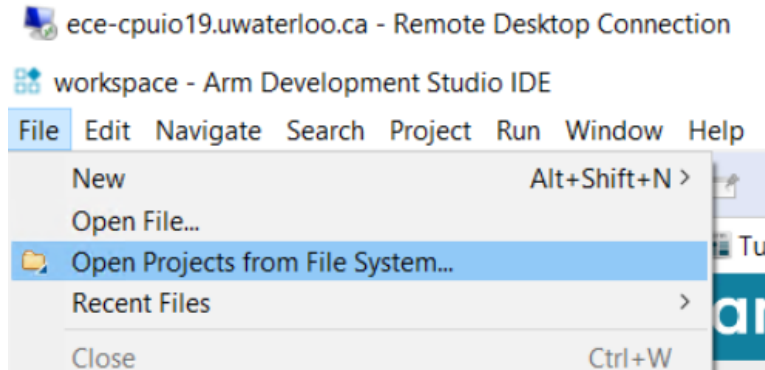 ece-cpuio19.uwaterloo.ca - Remote Desktop Connection
workspace - Arm Development Studio IDE
File Edit Navigate Search Project Run Window Help
New Alt+Shift+N >
Open File...
Open Projects from File System...
Recent Files >
Close Ctrl+W